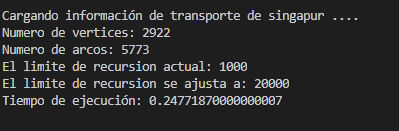 Cargando información de transporte de singapur ....
Numero de vertices: 2922
Numero de arcos: 5773
El limite de recursion actual: 1000
El limite de recursion se ajusta a: 20000
Tiempo de ejecución: 0.24771870000000007